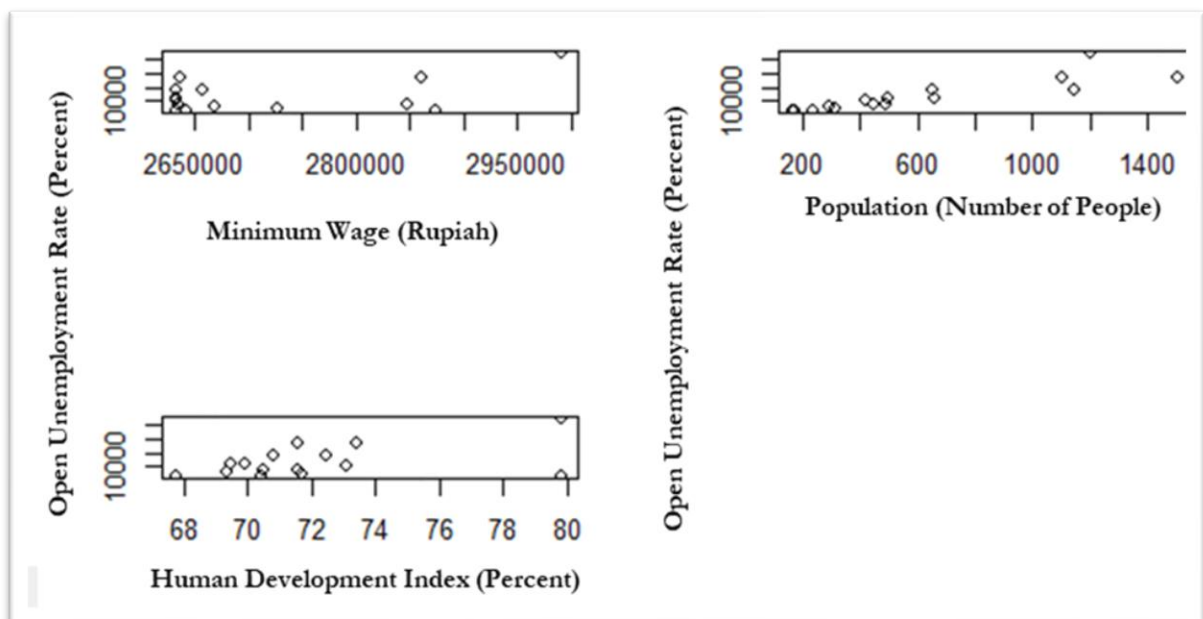 Open Unemployment Rate (Percent)
10000
2650000 2800000 2950000
Minimum Wage (Rupiah)
Open Unemployment Rate (Percent)
10000
200 600 1000 1400
Population (Number of People)
10000
68 70 72 74 76 78 80
Human Development Index (Percent)